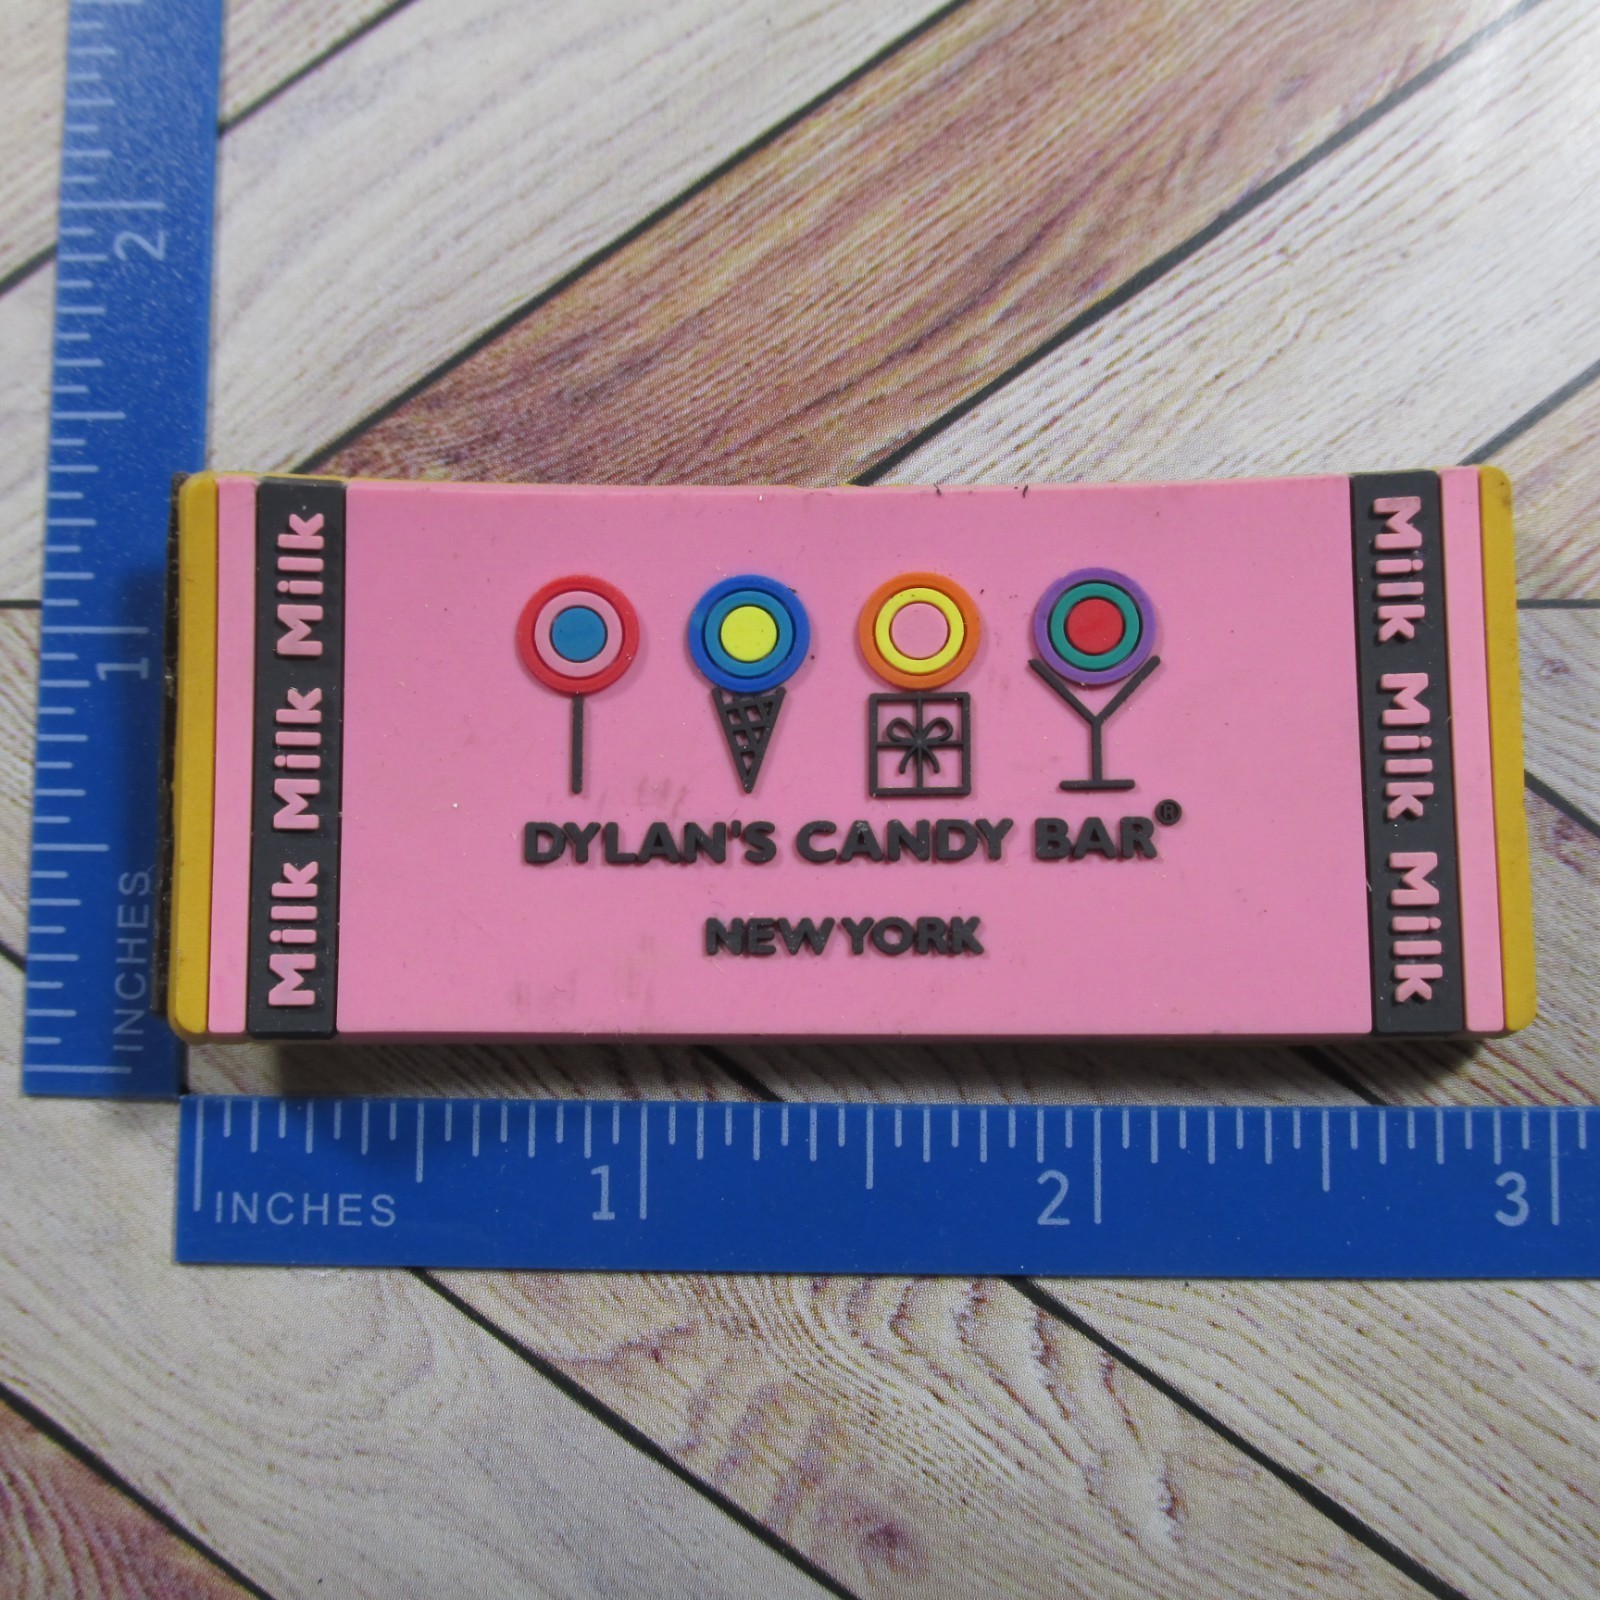 2
1
INCHES
Milk Milk Milk
DYLAN'S CANDY BAR®
NEW YORK
Milk Milk Milk
INCHES 1 2 3